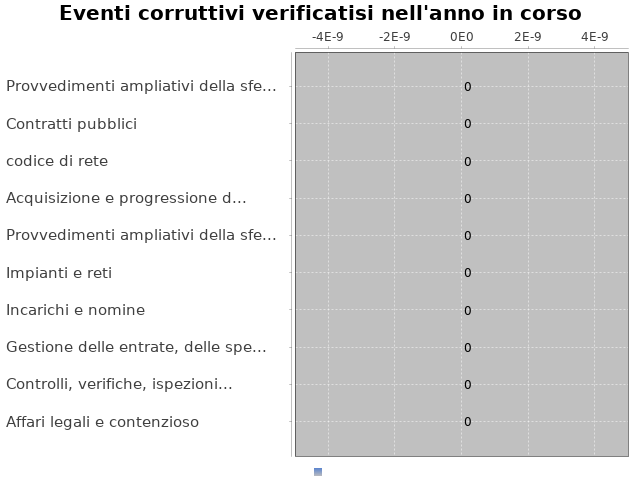 Eventi corruttivi verificatisi nell'anno in corso
-4E-9 -2E-9 0E0 2E-9 4E-9
Provvedimenti ampliativi della sfe... 0
Contratti pubblici 0
codice di rete 0
Acquisizione e progressione d... 0
Provvedimenti ampliativi della sfe... 0
Impianti e reti 0
Incarichi e nomine 0
Gestione delle entrate, delle spe... 0
Controlli, verifiche, ispezioni... 0
Affari legali e contenzioso 0